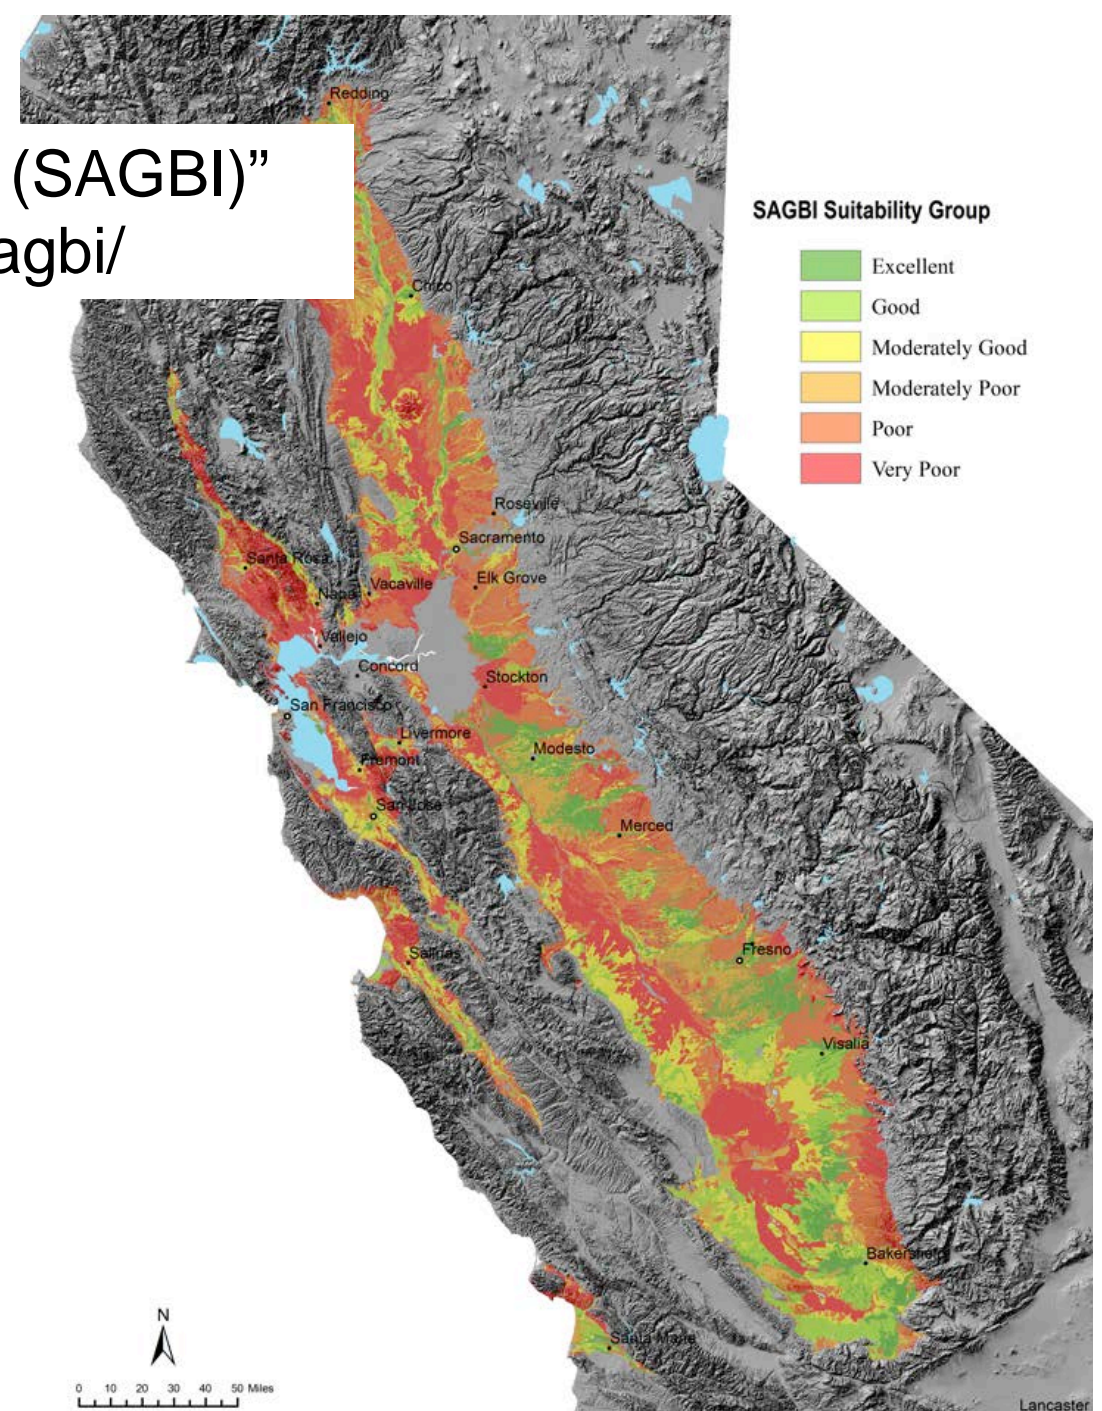 Redding
(SAGBI)”
agbi/
SAGBI Suitability Group
Excellent
Good
Moderately Good
Moderately Poor
Poor
Very Poor
Chico
Roseville
Sacramento
Santa Rosa
Elk Grove
Vacaville
Napa
Vallejo
Concord
Stockton
San Francisco
Livermore
Modesto
Fremont
San Jose
Merced
Fresno
Salinas
Visalia
Bakersfield
N
Santa Maria
0 10 20 30 40 50 Miles
Lancaster